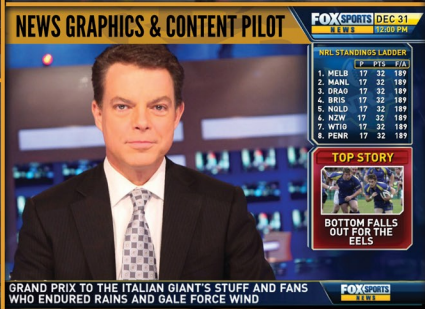 NEWS GRAPHICS & CONTENT PILOT
FOX SPORTS
NEWS
DEC 31
12:00 PM
NRL STANDINGS LADDER
P PTS F/A
1. MELB 17 32 189
2. MANL 17 32 189
3. DRAG 17 32 189
4. BRIS 17 32 189
5. NQLD 17 32 189
6. NZW 17 32 189
7. WTIG 17 32 189
8. PENR 17 32 189
TOP STORY
BOTTOM FALLS
OUT FOR THE
EELS
GRAND PRIX TO THE ITALIAN GIANT'S STUFF AND FANS
WHO ENDURED RAINS AND GALE FORCE WIND
FOX SPORTS
NEWS